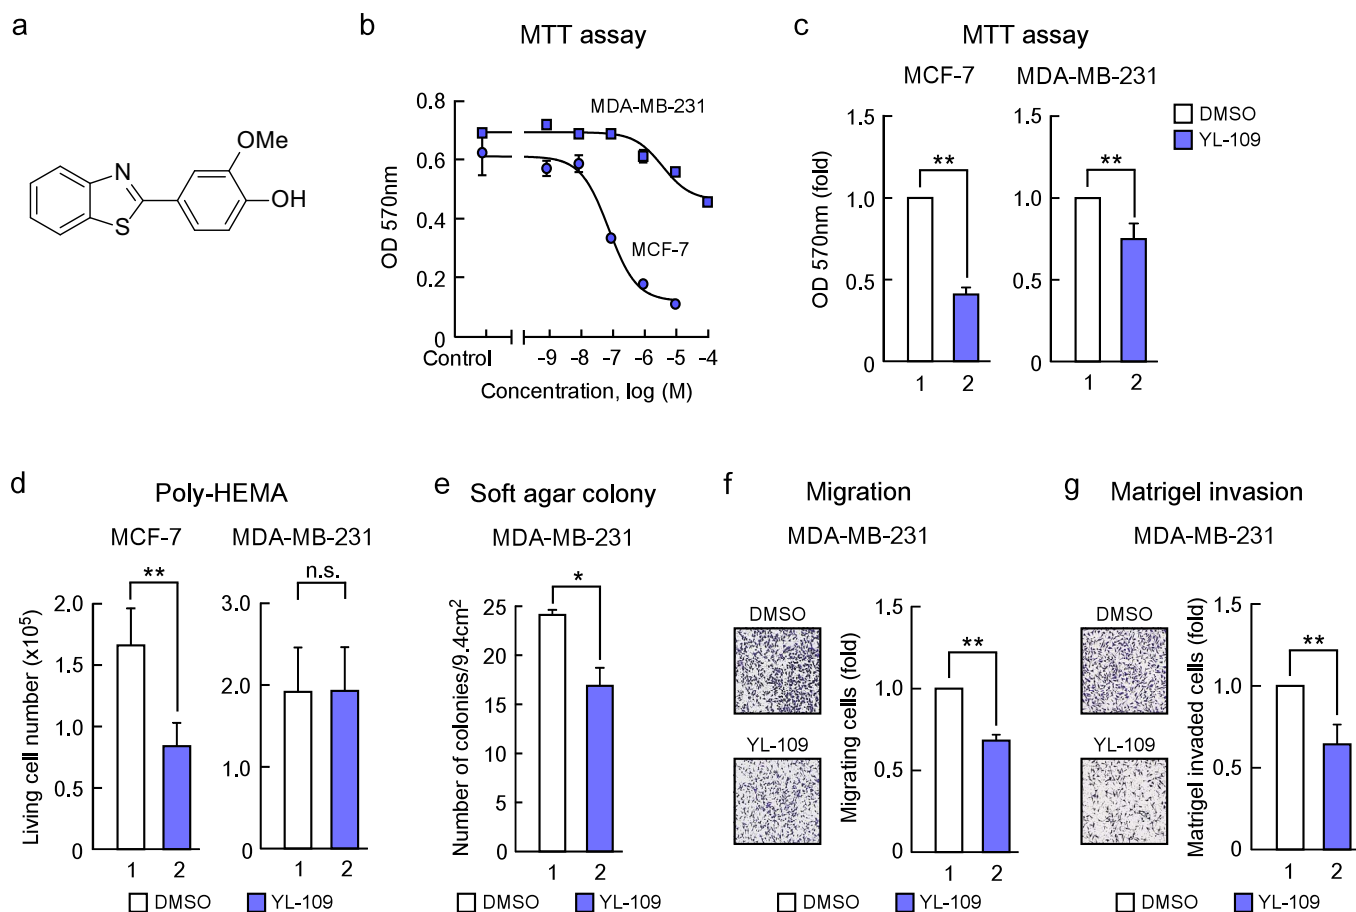 a
N
S
OMe
OH
b
MTT assay
OD 570nm
0.8
0.6
0.4
0.2
0
MDA-MB-231
MCF-7
Control
-9 -8 -7 -6 -5 -4
Concentration, log (M)
c
MTT assay
MCF-7
MDA-MB-231
DMSO
YL-109
OD 570nm (fold)
1.5
1.0
0.5
0
**
1 2
1.5
1.0
0.5
0
**
1 2
d
Poly-HEMA
MCF-7
MDA-MB-231
Living cell number (x10⁵)
2.0
1.5
1.0
0.5
0
**
1 2
3.0
2.0
1.0
0
n.s.
1 2
DMSO
YL-109
e
Soft agar colony
MDA-MB-231
Number of colonies/9.4cm²
25
20
15
10
5
0
*
1 2
DMSO
YL-109
f
Migration
MDA-MB-231
DMSO
YL-109
Migrating cells (fold)
1.5
1.0
0.5
0
**
1 2
DMSO
YL-109
g
Matrigel invasion
MDA-MB-231
DMSO
YL-109
Matrigel invaded cells (fold)
1.5
1.0
0.5
0
**
1 2
DMSO
YL-109